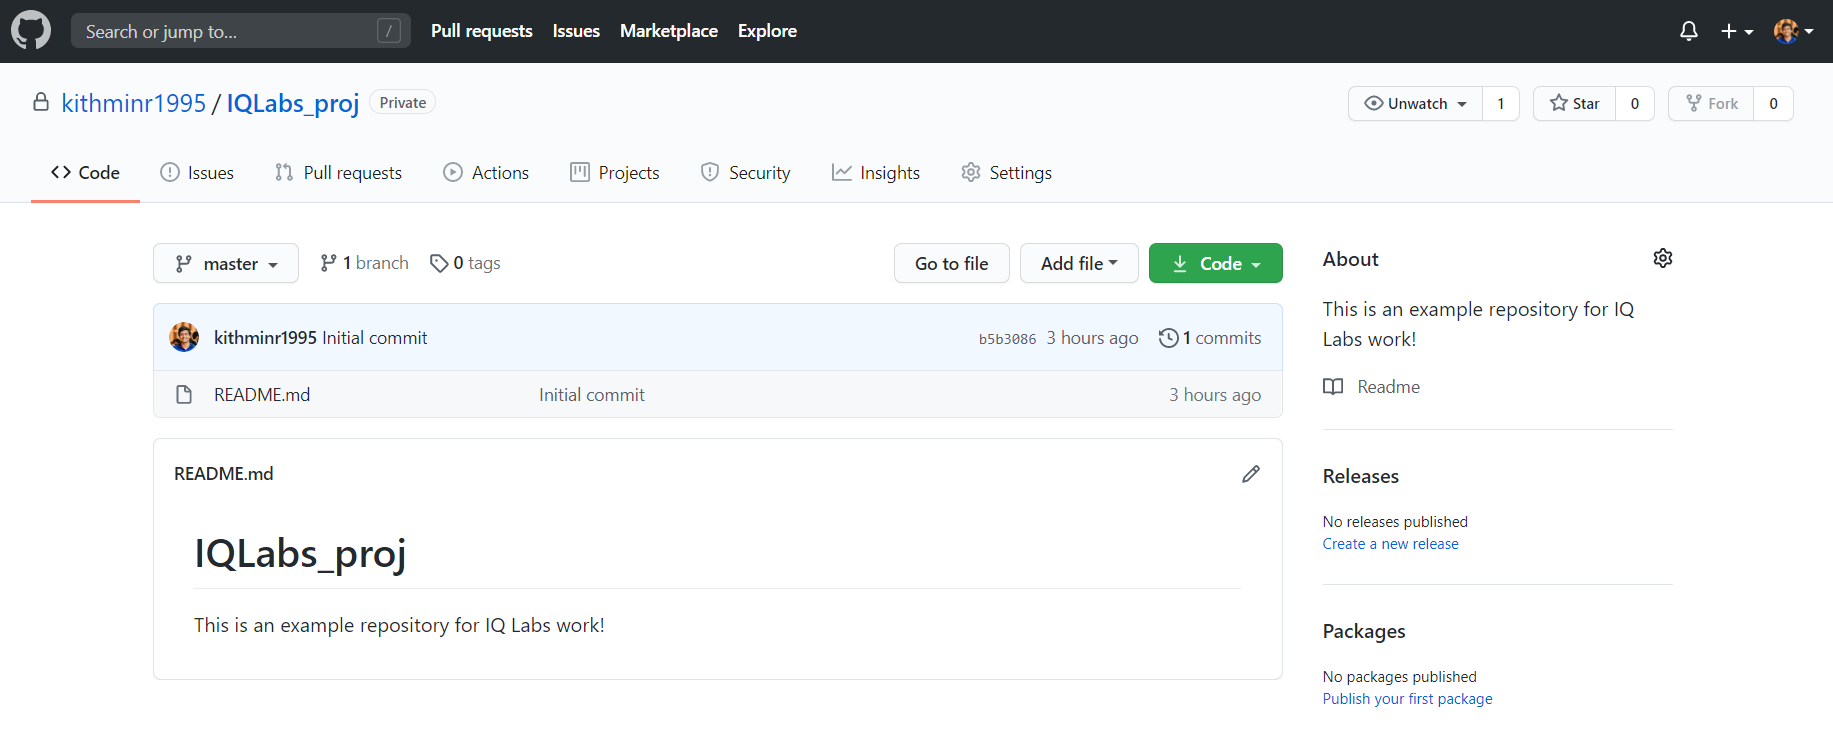 Search or jump to... /
Pull requests Issues Marketplace Explore
kithminr1995 / IQLabs_proj Private
Unwatch 1 Star 0 Fork 0
Code Issues Pull requests Actions Projects Security Insights Settings
master 1 branch 0 tags Go to file Add file Code
kithminr1995 Initial commit b5b3086 3 hours ago 1 commits
README.md Initial commit 3 hours ago
README.md
IQLabs_proj
This is an example repository for IQ Labs work!
About
This is an example repository for IQ
Labs work!
Readme
Releases
No releases published
Create a new release
Packages
No packages published
Publish your first package